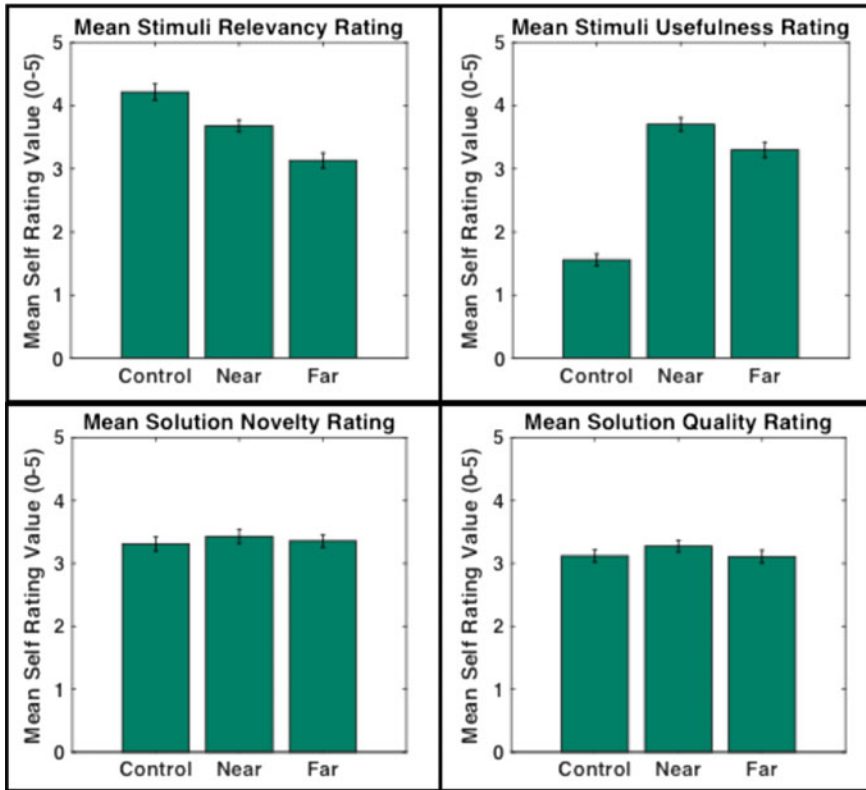 Mean Stimuli Relevancy Rating
Mean Self Rating Value (0-5)
5
4
3
2
1
0
Control Near Far
Mean Stimuli Usefulness Rating
Mean Self Rating Value (0-5)
5
4
3
2
1
0
Control Near Far
Mean Solution Novelty Rating
Mean Self Rating Value (0-5)
5
4
3
2
1
0
Control Near Far
Mean Solution Quality Rating
Mean Self Rating Value (0-5)
5
4
3
2
1
0
Control Near Far